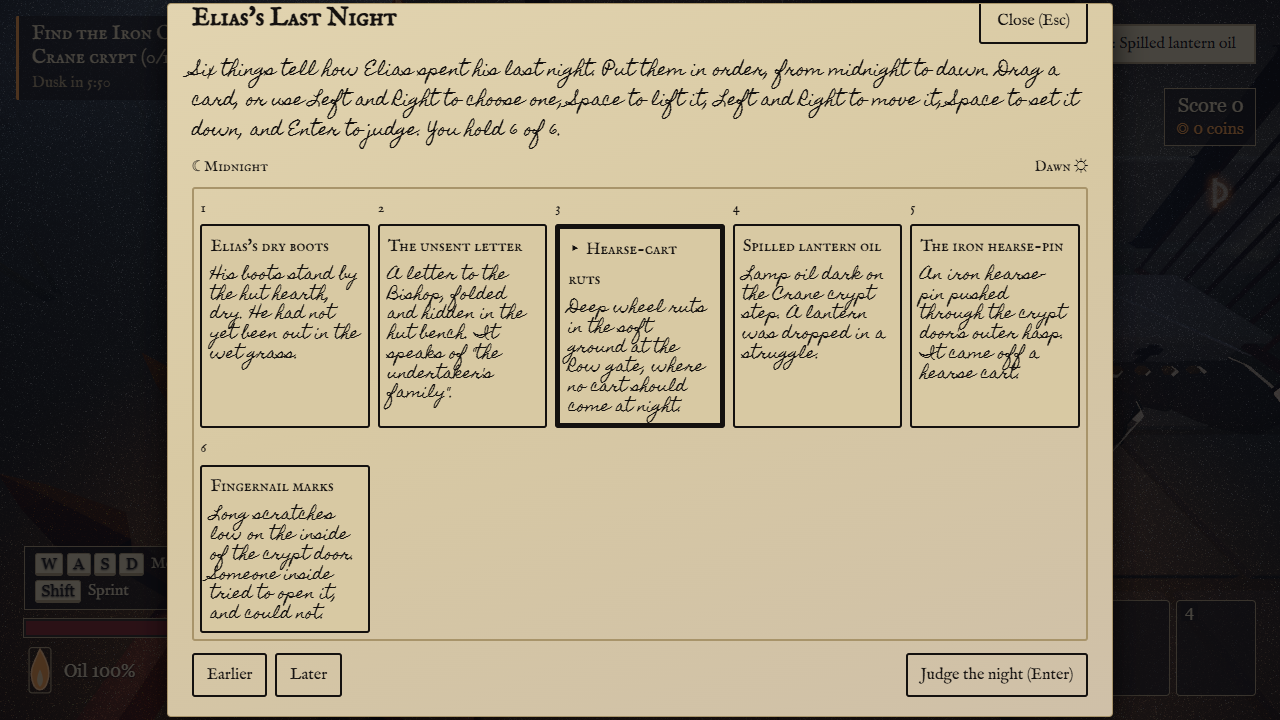 Find the Iron C
Crane crypt (0/1
Dusk in 5:50
Elias's Last Night
Close (Esc)
: Spilled lantern oil
Score 0
0 coins
Six things tell how Elias spent his last night. Put them in order, from midnight to dawn. Drag a
card, or use Left and Right to choose one, Space to lift it, Left and Right to move it, Space to set it
down, and Enter to judge. You hold 6 of 6.
☾ Midnight
Dawn ☼
1
2
3
4
5
Elias's dry boots
His boots stand by
the hut hearth,
dry. He had not
yet been out in the
wet grass.
The unsent letter
A letter to the
Bishop, folded
and hidden in the
hut bench. It
speaks of "the
undertaker's
family".
▸ Hearse-cart
ruts
Deep wheel ruts
in the soft
ground at the
Low gate, where
no cart should
come at night.
Spilled lantern oil
Lamp oil dark on
the Crane crypt
step. A lantern
was dropped in a
struggle.
The iron hearse-pin
An iron hearse-
pin pushed
through the crypt
door's outer hasp.
It came off a
hearse cart.
6
Fingernail marks
Long scratches
low on the inside
of the crypt door.
Someone inside
tried to open it,
and could not.
W A S D M
Shift Sprint
Oil 100%
4
Earlier
Later
Judge the night (Enter)